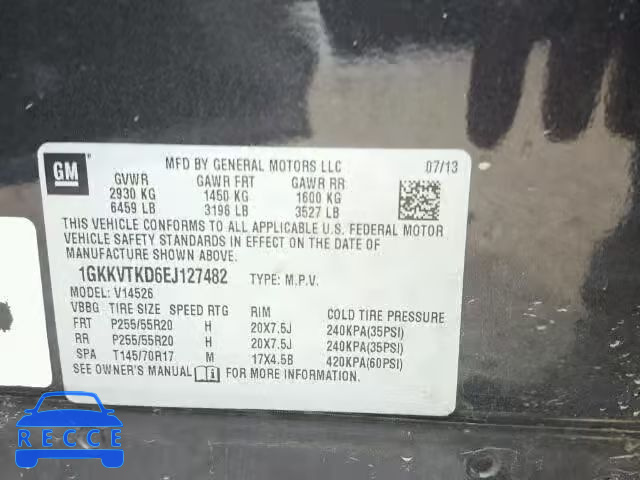 GM
MFD BY GENERAL MOTORS LLC 07/13
GVWR GAWR FRT GAWR RR
2930 KG 1450 KG 1600 KG
6459 LB 3196 LB 3527 LB
THIS VEHICLE CONFORMS TO ALL APPLICABLE U.S. FEDERAL MOTOR
VEHICLE SAFETY STANDARDS IN EFFECT ON THE DATE OF
MANUFACTURE SHOWN ABOVE.
1GKKVTKD6EJ127482 TYPE: M.P.V.
MODEL: V14526
VBBG TIRE SIZE SPEED RTG RIM COLD TIRE PRESSURE
FRT P255/55R20 H 20X7.5J 240KPA(35PSI)
RR P255/55R20 H 20X7.5J 240KPA(35PSI)
SPA T145/70R17 M 17X4.5B 420KPA(60PSI)
SEE OWNER'S MANUAL FOR MORE INFORMATION.
RECCE